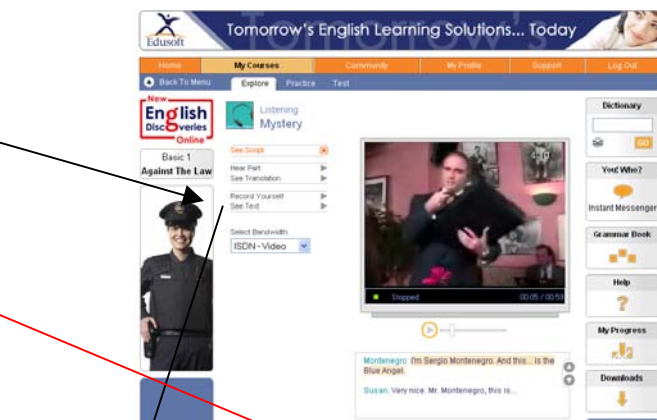 Edusoft
Tomorrow's English Learning Solutions... Today
Home
My Courses
Community
My Profile
Support
Log Out
Back To Menu
Explore
Practice
Test
New
English
Discoveries
Online
Basic 1
Against The Law
Listening
Mystery
See Script
Hear Part
See Translation
Record Yourself
See Text
Select Bandwidth:
ISDN - Video
Stopped
00:05 / 00:59
Montenegro: I'm Sergio Montenegro. And this... is the
Blue Angel.
Susan: Very nice. Mr. Montenegro, this is...
Dictionary
GO
You? Who?
Instant Messenger
Grammar Book
Help
?
My Progress
Downloads